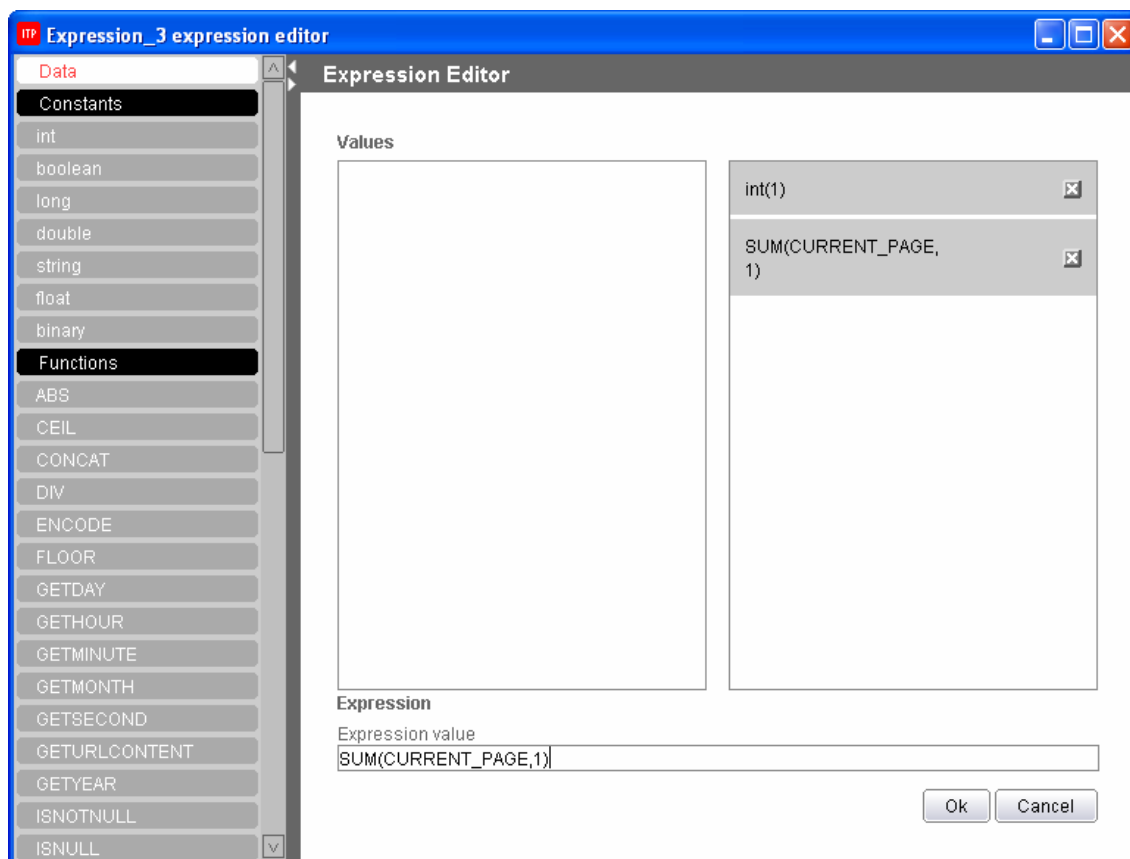 ITP Expression_3 expression editor
Data
Constants
int
boolean
long
double
string
float
binary
Functions
ABS
CEIL
CONCAT
DIV
ENCODE
FLOOR
GETDAY
GETHOUR
GETMINUTE
GETMONTH
GETSECOND
GETURLCONTENT
GETYEAR
ISNOTNULL
ISNULL
Expression Editor
Values
int(1)
SUM(CURRENT_PAGE,
1)
Expression
Expression value
SUM(CURRENT_PAGE,1)
Ok Cancel